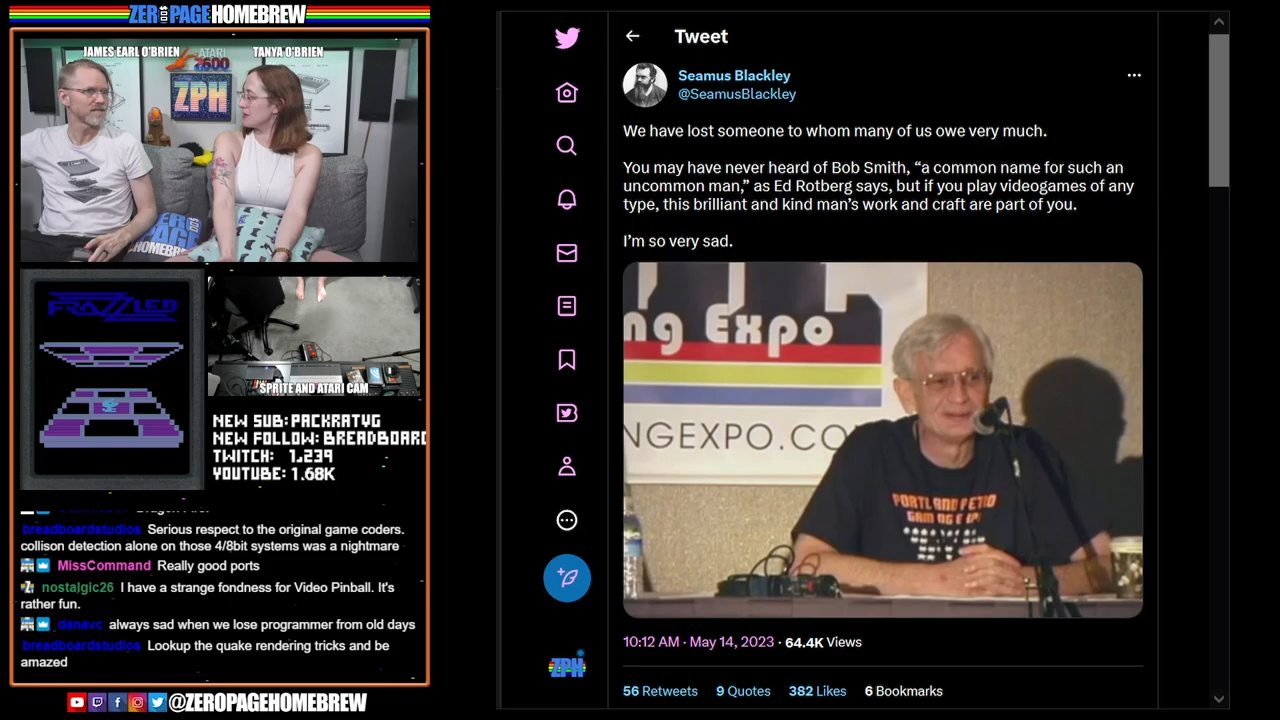 ZERO PAGE HOMEBREW
JAMES EARL O'BRIEN
TANYA O'BRIEN
ATARI
2600
ZPH
ZERO
PAGE
HOMEBREW
FRAZZLED
SPRITE AND ATARI CAM
NEW SUB: PACKRATVG
NEW FOLLOW: BREADBOARD
TWITCH: 1,239
YOUTUBE: 1.68K
breadboardstudios Serious respect to the original game coders.
collison detection alone on those 4/8bit systems was a nightmare
MissCommand Really good ports
nostalgic26 I have a strange fondness for Video Pinball. It's
rather fun.
danavc always sad when we lose programmer from old days
breadboardstudios Lookup the quake rendering tricks and be
amazed
@ZEROPAGEHOMEBREW
Tweet
Seamus Blackley
@SeamusBlackley
We have lost someone to whom many of us owe very much.
You may have never heard of Bob Smith, “a common name for such an
uncommon man,” as Ed Rotberg says, but if you play videogames of any
type, this brilliant and kind man’s work and craft are part of you.
I’m so very sad.
ng Expo
NGEXPO.CO
PORTLAND RETRO
GAMING EXP
10:12 AM · May 14, 2023 · 64.4K Views
56 Retweets 9 Quotes 382 Likes 6 Bookmarks
ZPH